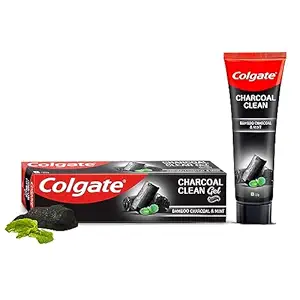 Colgate
CHARCOAL
CLEAN Gel
BAMBOO CHARCOAL & MINT
Colgate
CHARCOAL
CLEAN
BAMBOO CHARCOAL
& MINT